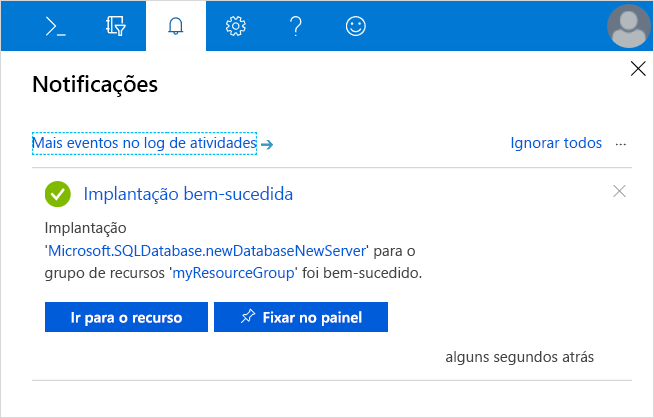 Notificações
Mais eventos no log de atividades →
Ignorar todos ...
Implantação bem-sucedida
Implantação
'Microsoft.SQLDatabase.newDatabaseNewServer' para o
grupo de recursos 'myResourceGroup' foi bem-sucedido.
Ir para o recurso
Fixar no painel
alguns segundos atrás